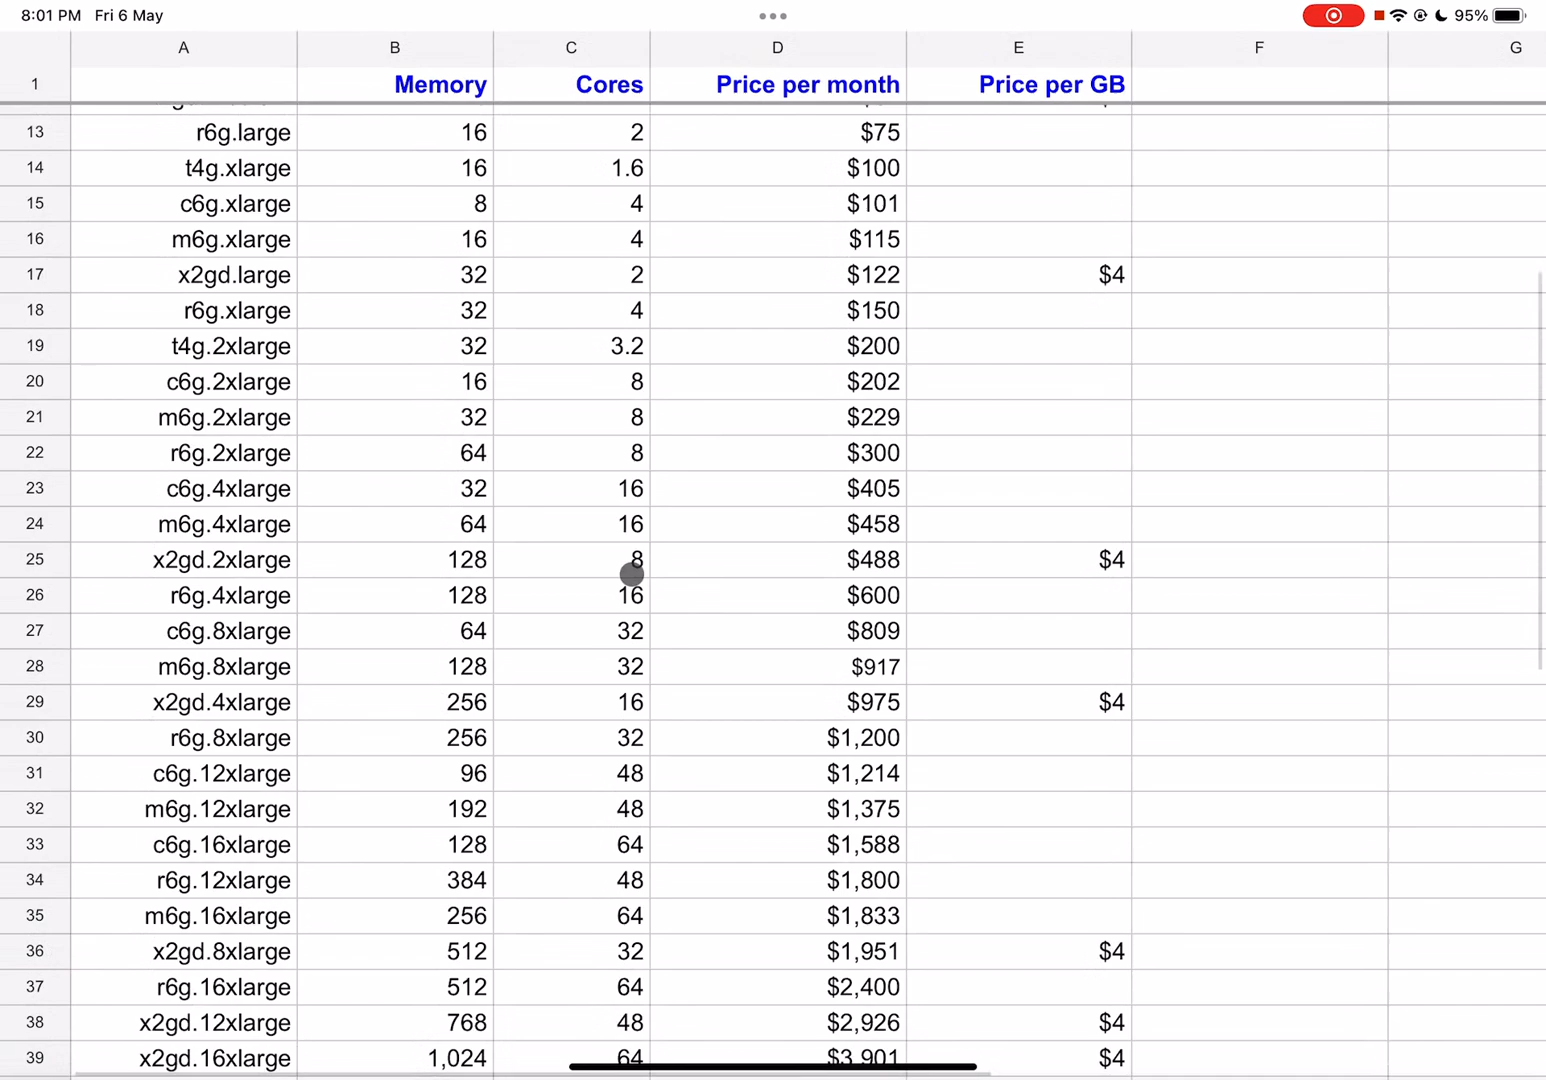 8:01 PM Fri 6 May 95%
A B C D E F G
1 Memory Cores Price per month Price per GB
13 r6g.large 16 2 $75
14 t4g.xlarge 16 1.6 $100
15 c6g.xlarge 8 4 $101
16 m6g.xlarge 16 4 $115
17 x2gd.large 32 2 $122 $4
18 r6g.xlarge 32 4 $150
19 t4g.2xlarge 32 3.2 $200
20 c6g.2xlarge 16 8 $202
21 m6g.2xlarge 32 8 $229
22 r6g.2xlarge 64 8 $300
23 c6g.4xlarge 32 16 $405
24 m6g.4xlarge 64 16 $458
25 x2gd.2xlarge 128 8 $488 $4
26 r6g.4xlarge 128 16 $600
27 c6g.8xlarge 64 32 $809
28 m6g.8xlarge 128 32 $917
29 x2gd.4xlarge 256 16 $975 $4
30 r6g.8xlarge 256 32 $1,200
31 c6g.12xlarge 96 48 $1,214
32 m6g.12xlarge 192 48 $1,375
33 c6g.16xlarge 128 64 $1,588
34 r6g.12xlarge 384 48 $1,800
35 m6g.16xlarge 256 64 $1,833
36 x2gd.8xlarge 512 32 $1,951 $4
37 r6g.16xlarge 512 64 $2,400
38 x2gd.12xlarge 768 48 $2,926 $4
39 x2gd.16xlarge 1,024 64 $3,901 $4